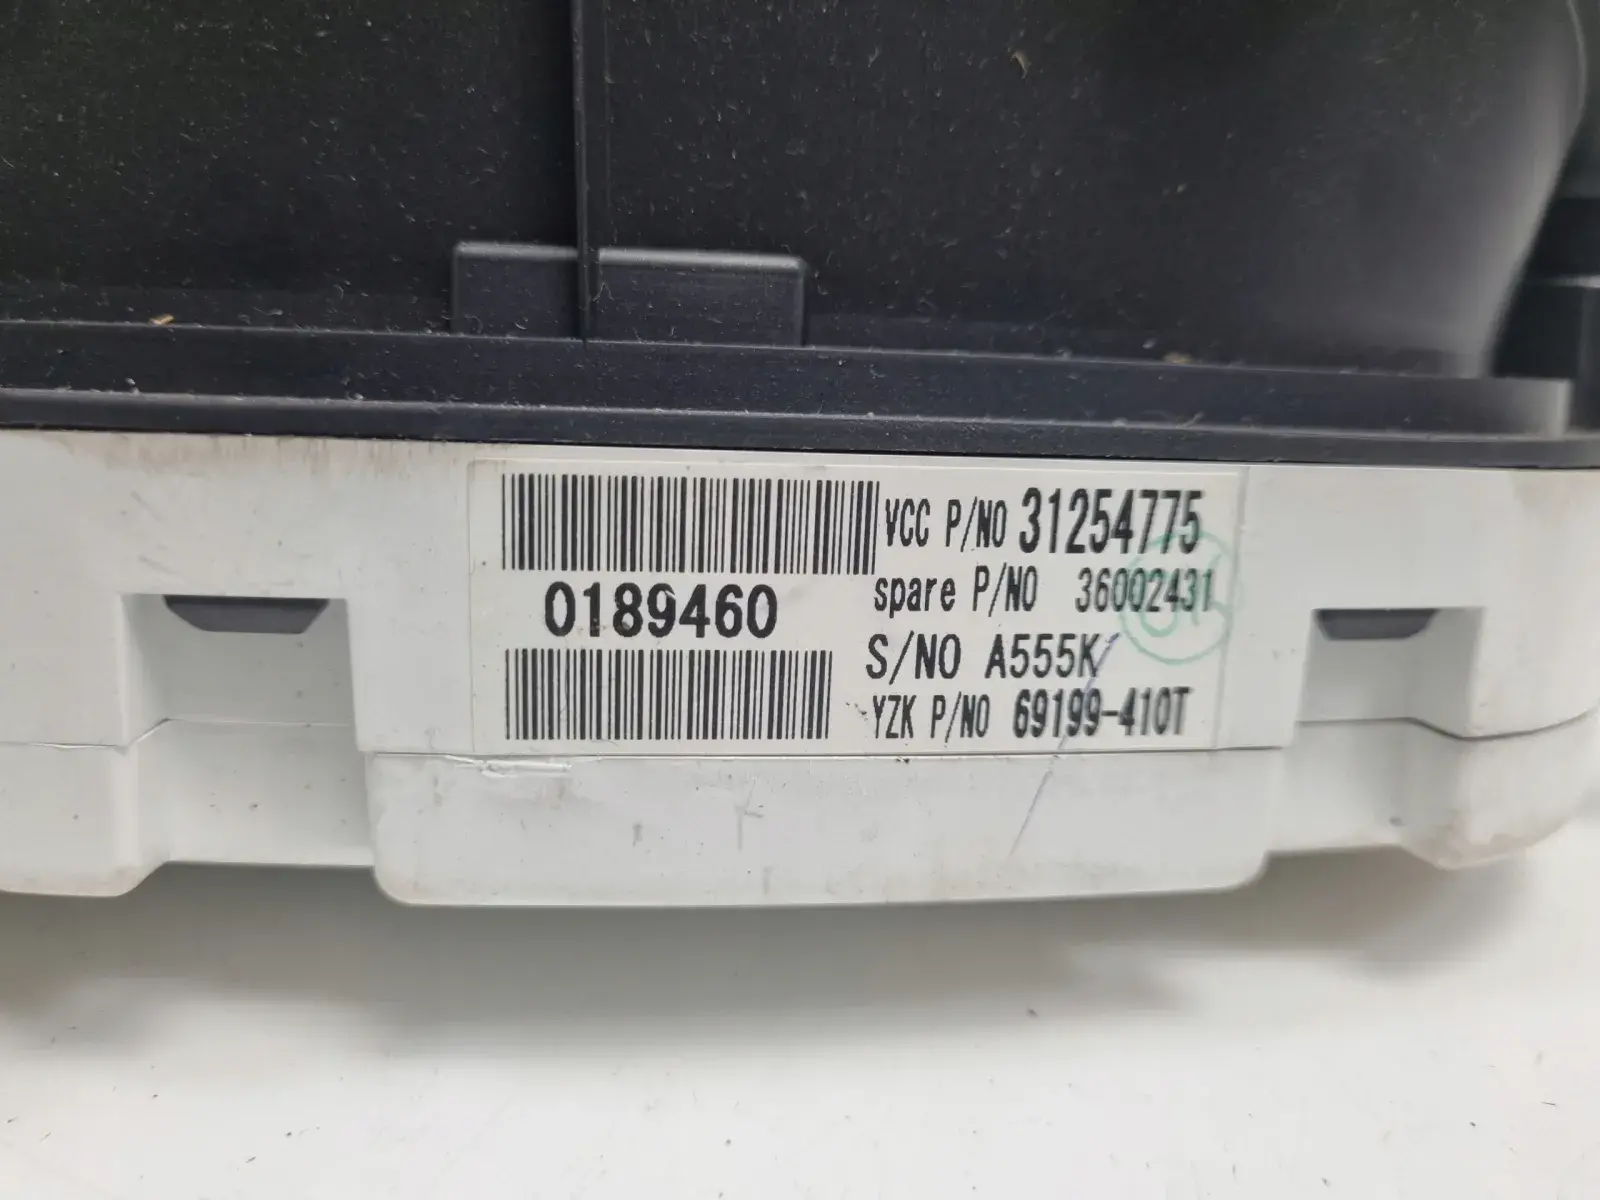 VCC P/NO 31254775
spare P/NO 36002431
0189460
S/NO A555K
YZK P/NO 69199-410T